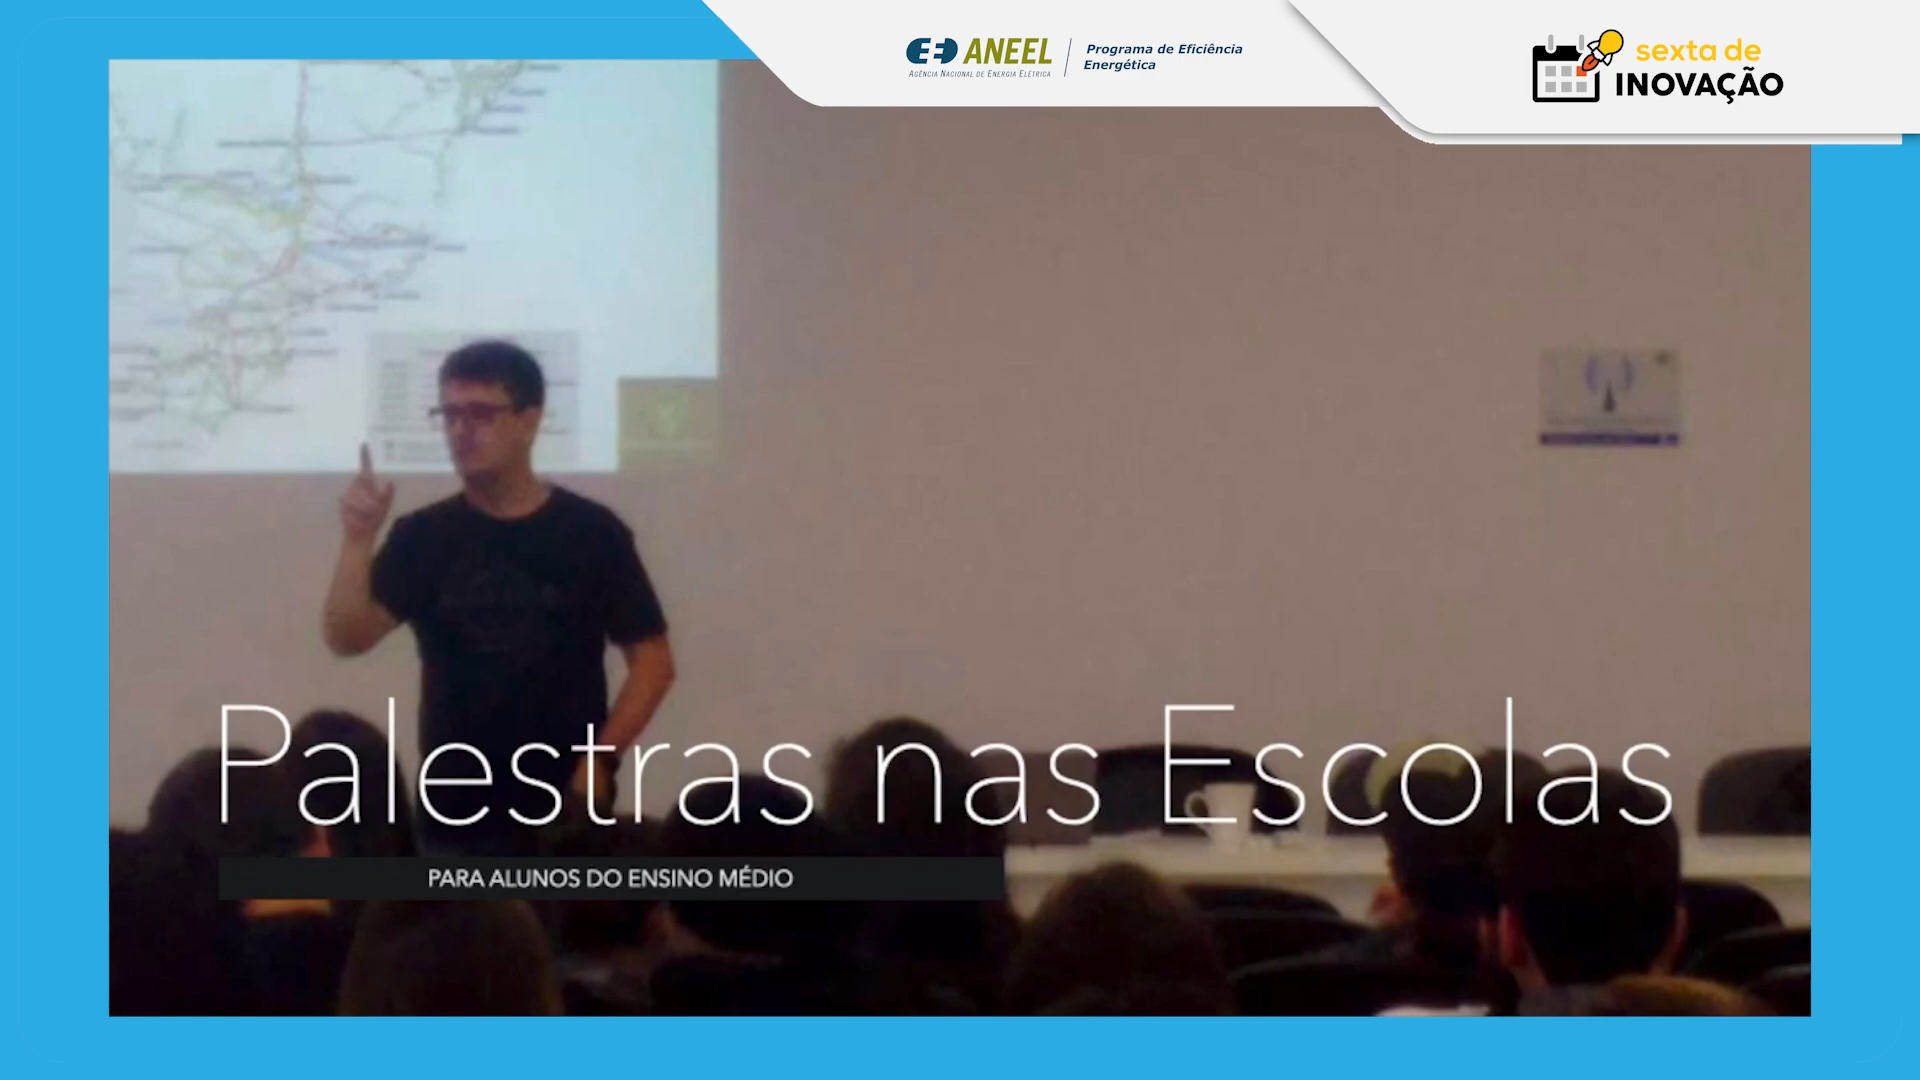 ANEEL
AGÊNCIA NACIONAL DE ENERGIA ELÉTRICA
Programa de Eficiência
Energética
sexta de
INOVAÇÃO
Palestras nas Escolas
PARA ALUNOS DO ENSINO MÉDIO